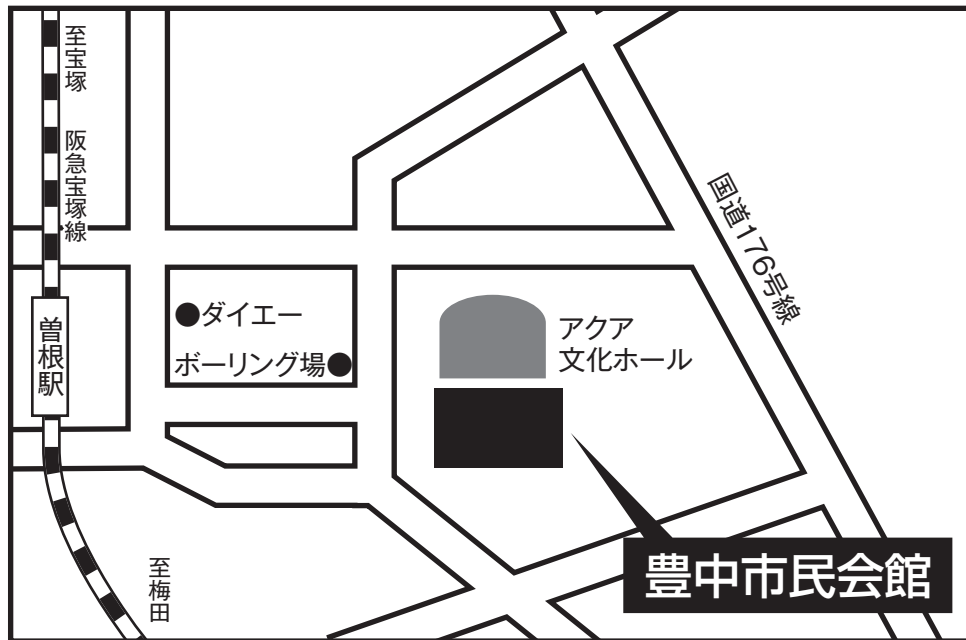 至宝塚
阪急宝塚線
国道176号線
●ダイエー
ボーリング場●
曽根駅
アクア
文化ホール
豊中市民会館
至梅田